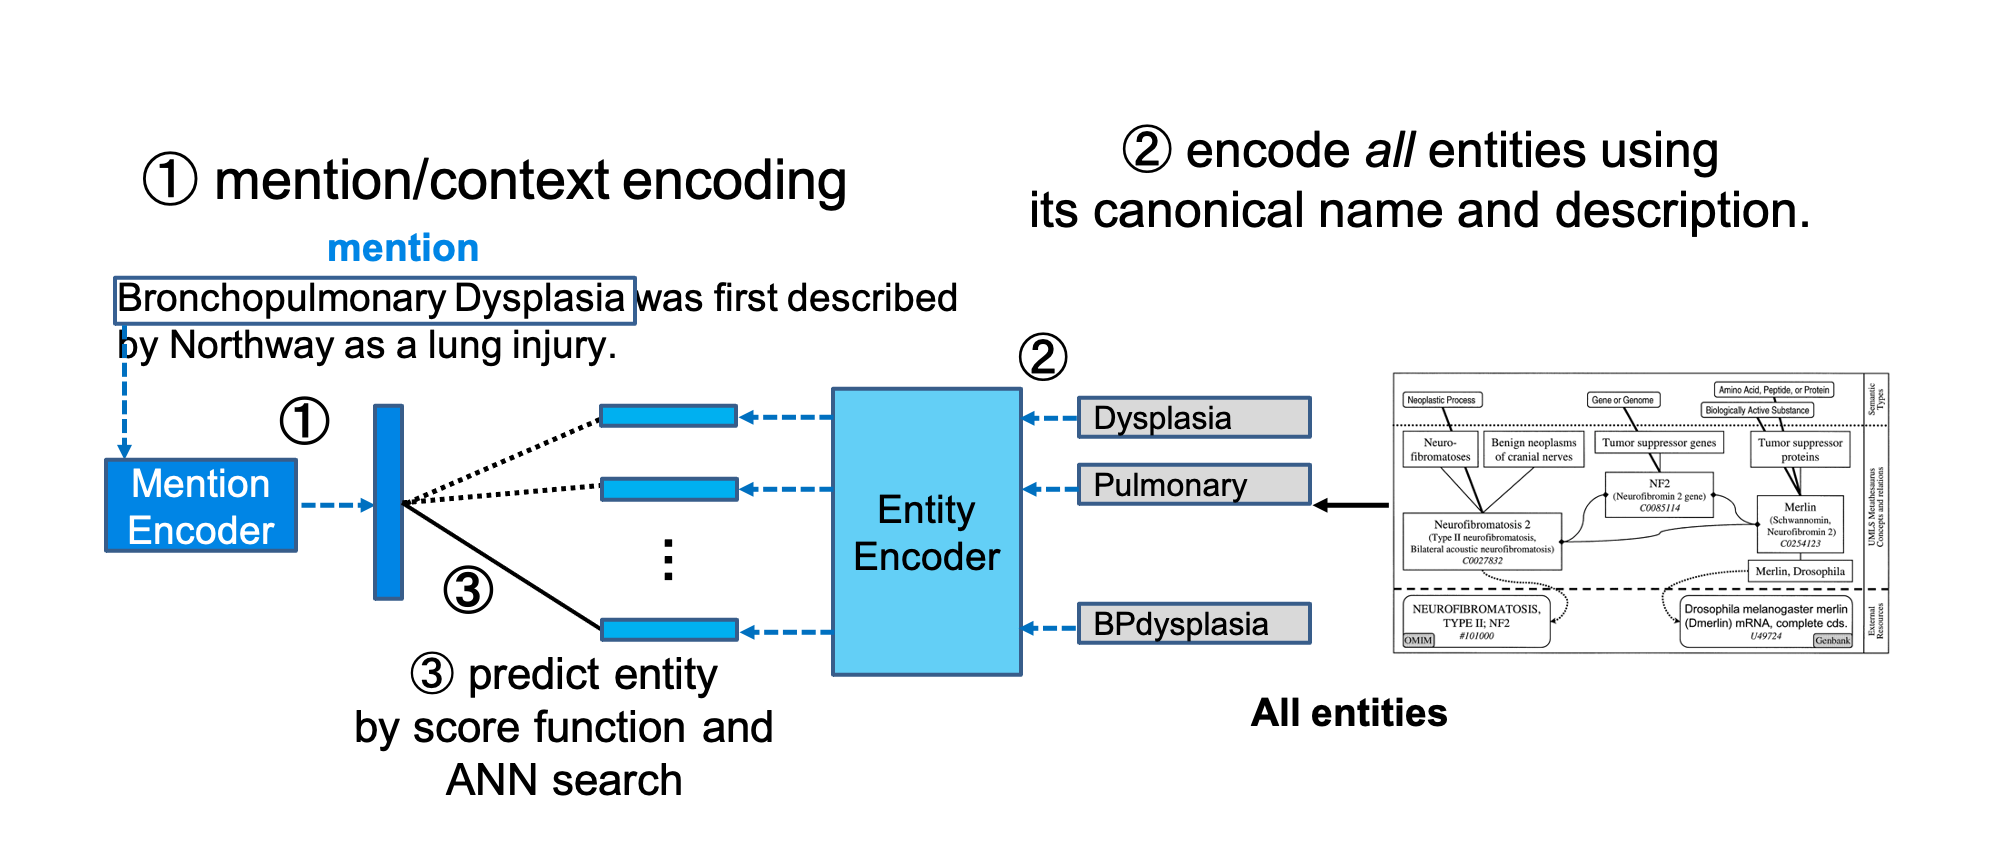 ① mention/context encoding
② encode all entities using
its canonical name and description.
mention
Bronchopulmonary Dysplasia was first described
by Northway as a lung injury.
①
Mention
Encoder
③
③ predict entity
by score function and
ANN search
②
Entity
Encoder
Dysplasia
Pulmonary
BPdysplasia
All entities
Neoplastic Process
Gene or Genome
Amino Acid, Peptide, or Protein
Biologically Active Substance
Semantic
Types
Neuro-
fibromatoses
Benign neoplasms
of cranial nerves
Tumor suppressor genes
Tumor suppressor
proteins
NF2
(Neurofibromin 2 gene)
C0085114
Merlin
(Schwannomin,
Neurofibromin 2)
C0254123
Neurofibromatosis 2
(Type II neurofibromatosis,
Bilateral acoustic neurofibromatosis)
C0027832
Merlin, Drosophila
UMLS Metathesaurus
Concepts and relations
NEUROFIBROMATOSIS,
TYPE II; NF2
#101000
OMIM
Drosophila melanogaster merlin
(Dmerlin) mRNA, complete cds.
U49724
Genbank
External
Resources